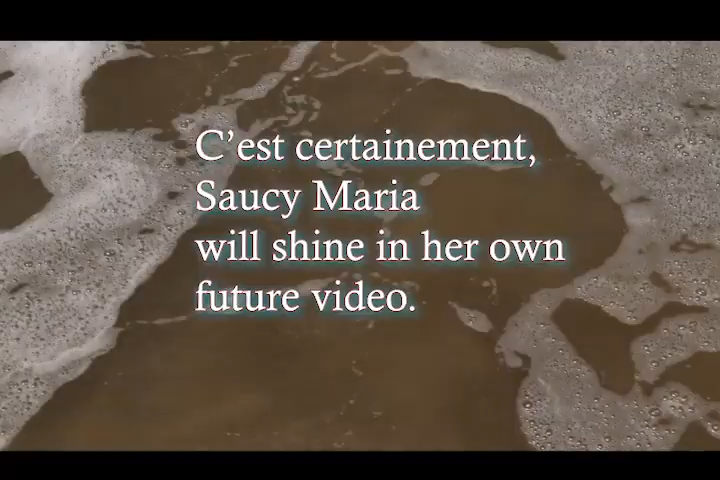 C’est certainement,
Saucy Maria
will shine in her own
future video.